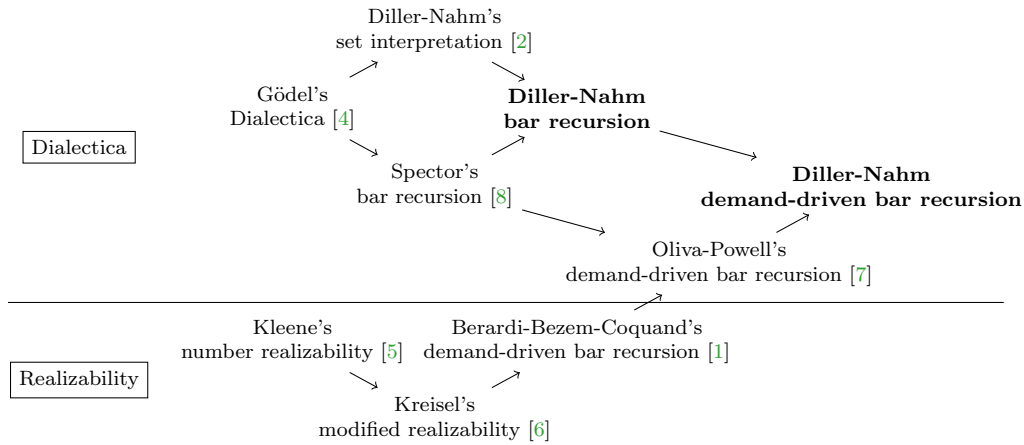 Diller-Nahm's
set interpretation [2]
Gödel's
Dialectica [4]
Diller-Nahm
bar recursion
Dialectica
Spector's
bar recursion [8]
Diller-Nahm
demand-driven bar recursion
Oliva-Powell's
demand-driven bar recursion [7]
Kleene's
number realizability [5]
Berardi-Bezem-Coquand's
demand-driven bar recursion [1]
Realizability
Kreisel's
modified realizability [6]